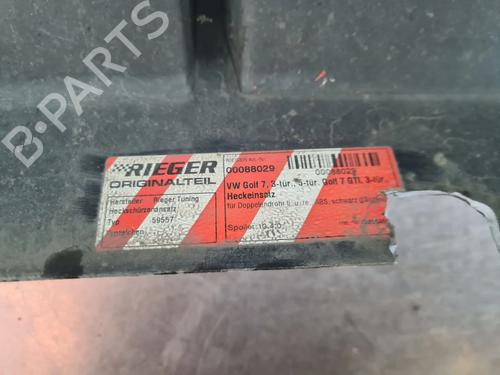 RIEGER
ORIGINALTEIL
Hersteller Rieger Tuning
Heckschürzenansatz
Typ 59557
00088029
00088029
VW Golf 7, 3-tür., 5-tür. Golf 7 GTI, 3-tür.
Heckeinsatz
für Doppelendrohr li. u. re. ABS, schwarz
Spoiler
B PARTS